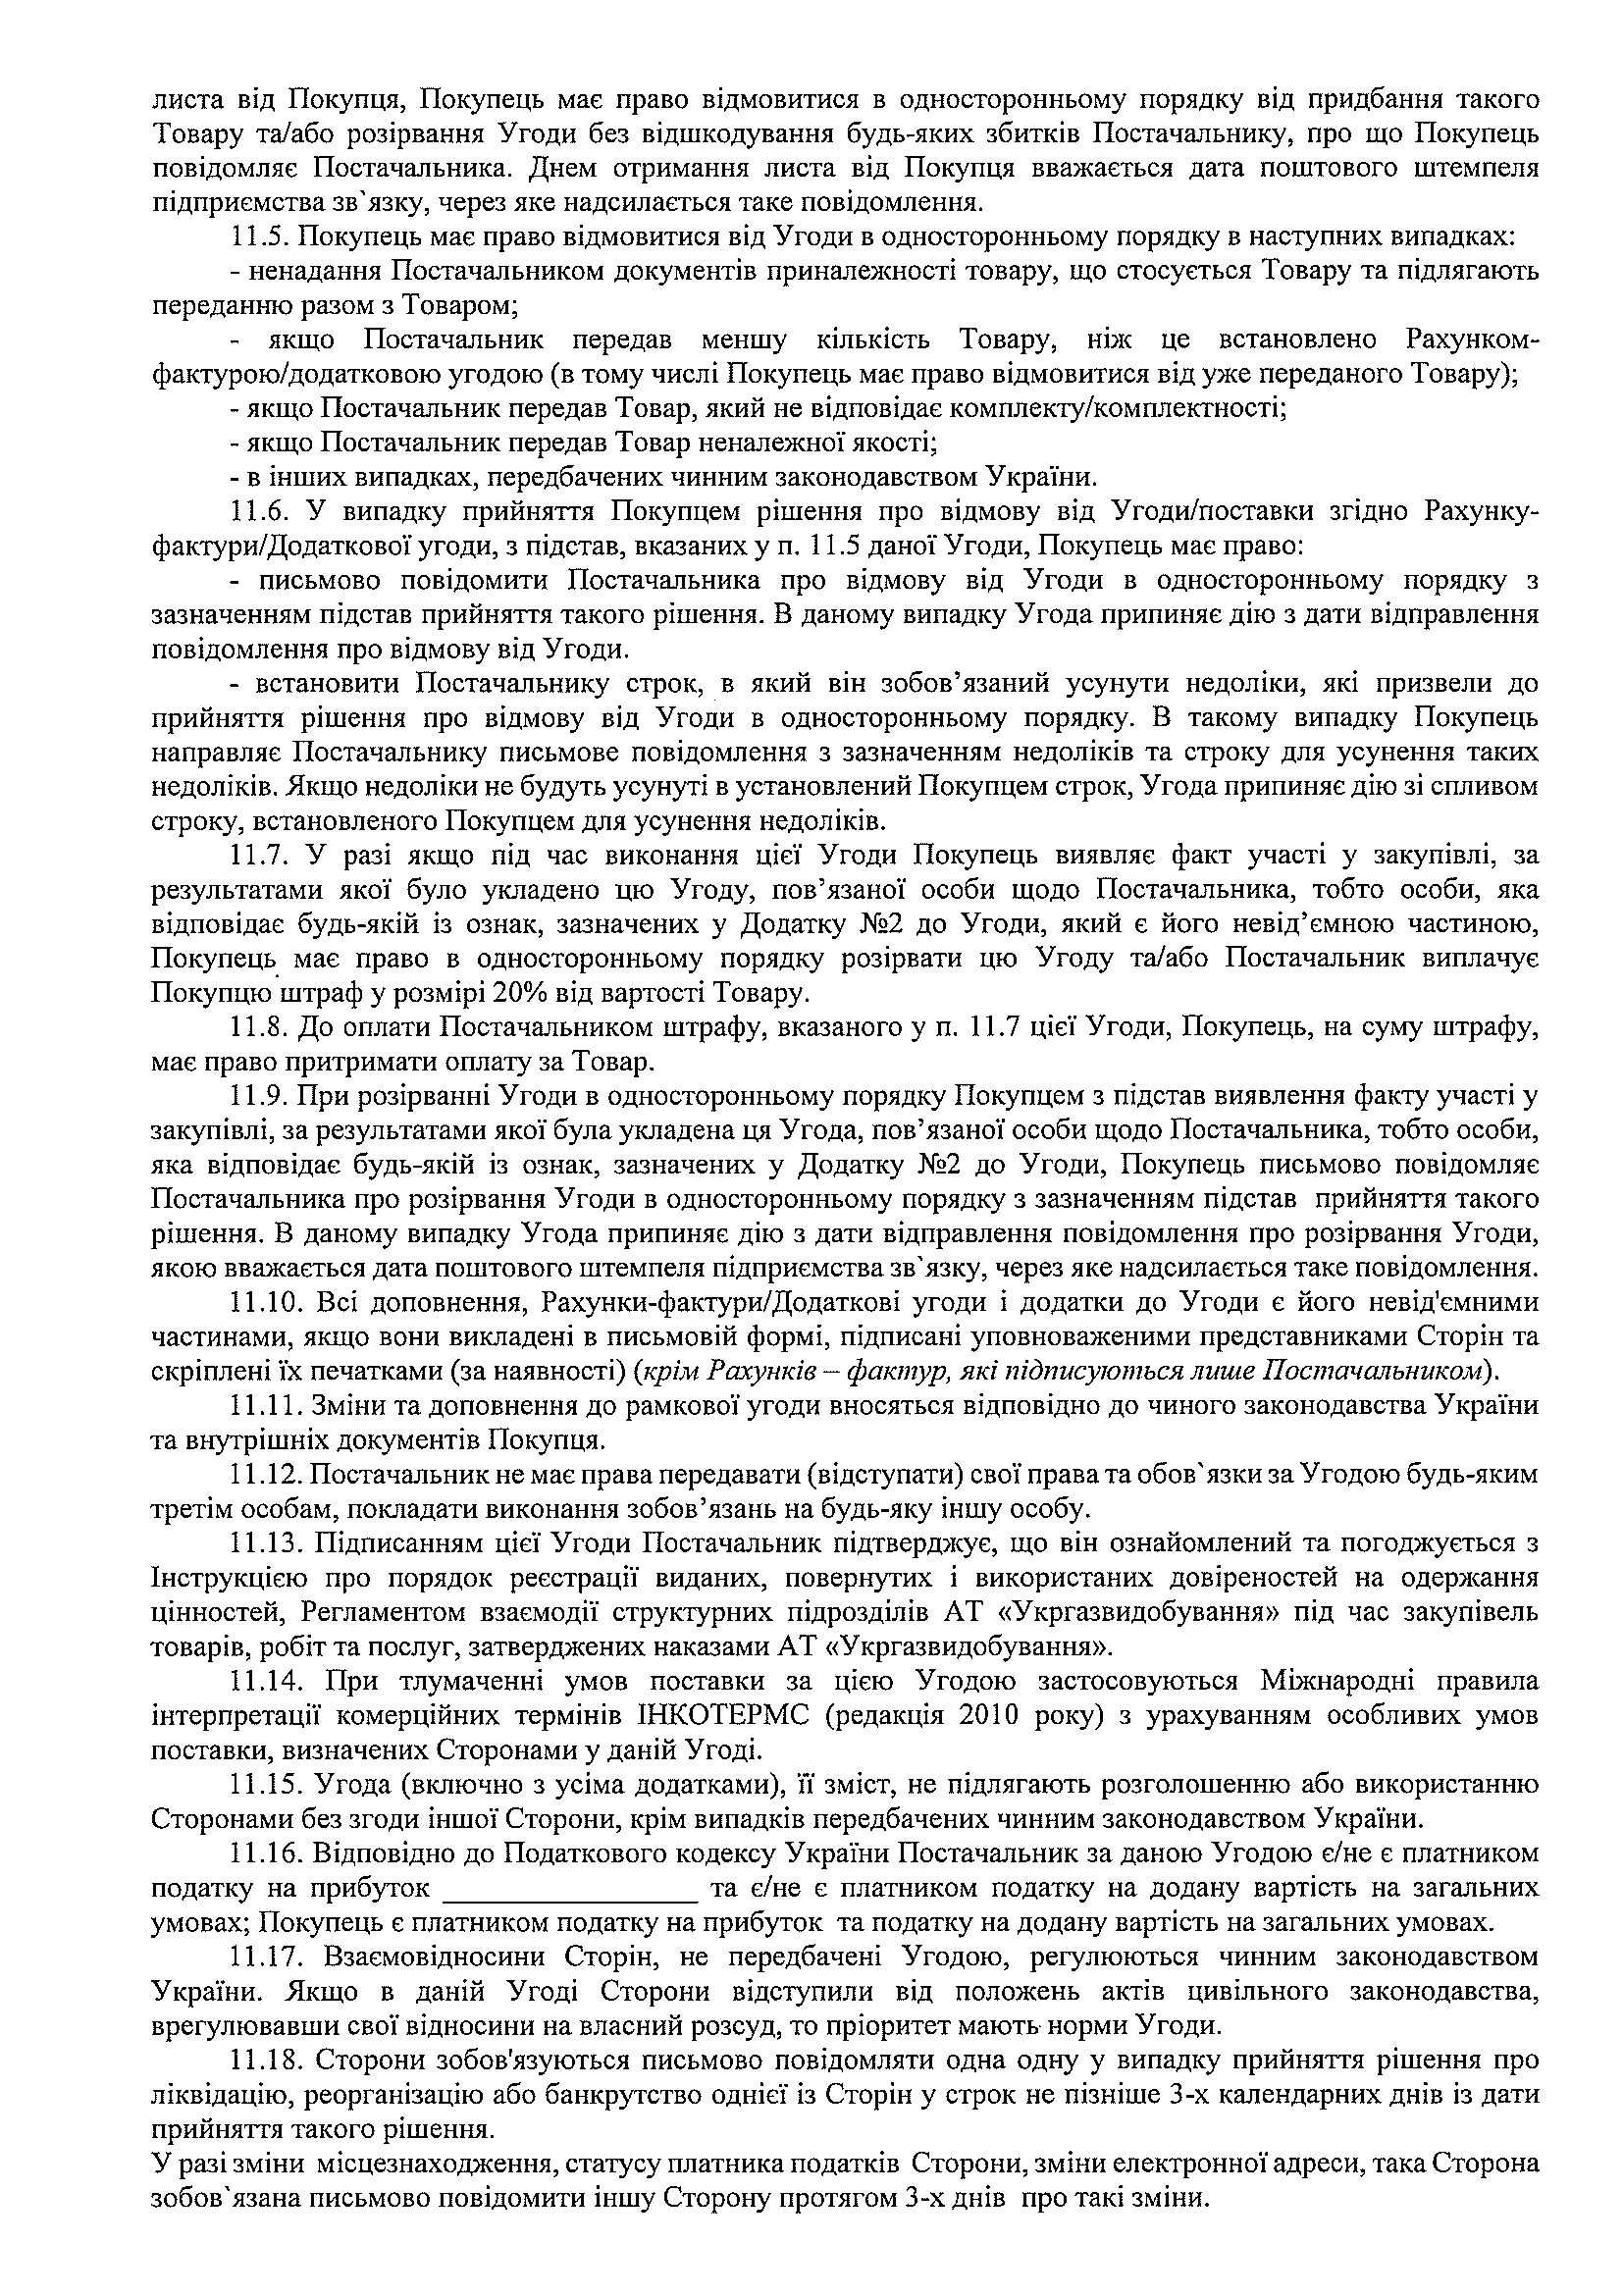 листа від Покупця, Покупець має право відмовитися в односторонньому порядку від придбання такого
Товару та/або розірвання Угоди без відшкодування будь-яких збитків Постачальнику, про що Покупець
повідомляє Постачальника. Днем отримання листа від Покупця вважається дата поштового штемпеля
підприємства зв`язку, через яке надсилається таке повідомлення.
11.5. Покупець має право відмовитися від Угоди в односторонньому порядку в наступних випадках:
- ненадання Постачальником документів приналежності товару, що стосується Товару та підлягають
переданню разом з Товаром;
- якщо Постачальник передав меншу кількість Товару, ніж це встановлено Рахунком-
фактурою/додатковою угодою (в тому числі Покупець має право відмовитися від уже переданого Товару);
- якщо Постачальник передав Товар, який не відповідає комплекту/комплектності;
- якщо Постачальник передав Товар неналежної якості;
- в інших випадках, передбачених чинним законодавством України.
11.6. У випадку прийняття Покупцем рішення про відмову від Угоди/поставки згідно Рахунку-
фактури/Додаткової угоди, з підстав, вказаних у п. 11.5 даної Угоди, Покупець має право:
- письмово повідомити Постачальника про відмову від Угоди в односторонньому порядку з
зазначенням підстав прийняття такого рішення. В даному випадку Угода припиняє дію з дати відправлення
повідомлення про відмову від Угоди.
- встановити Постачальнику строк, в який він зобов’язаний усунути недоліки, які призвели до
прийняття рішення про відмову від Угоди в односторонньому порядку. В такому випадку Покупець
направляє Постачальнику письмове повідомлення з зазначенням недоліків та строку для усунення таких
недоліків. Якщо недоліки не будуть усунуті в установлений Покупцем строк, Угода припиняє дію зі спливом
строку, встановленого Покупцем для усунення недоліків.
11.7. У разі якщо під час виконання цієї Угоди Покупець виявляє факт участі у закупівлі, за
результатами якої було укладено цю Угоду, пов’язаної особи щодо Постачальника, тобто особи, яка
відповідає будь-якій із ознак, зазначених у Додатку №2 до Угоди, який є його невід’ємною частиною,
Покупець має право в односторонньому порядку розірвати цю Угоду та/або Постачальник виплачує
Покупцю штраф у розмірі 20% від вартості Товару.
11.8. До оплати Постачальником штрафу, вказаного у п. 11.7 цієї Угоди, Покупець, на суму штрафу,
має право притримати оплату за Товар.
11.9. При розірванні Угоди в односторонньому порядку Покупцем з підстав виявлення факту участі у
закупівлі, за результатами якої була укладена ця Угода, пов’язаної особи щодо Постачальника, тобто особи,
яка відповідає будь-якій із ознак, зазначених у Додатку №2 до Угоди, Покупець письмово повідомляє
Постачальника про розірвання Угоди в односторонньому порядку з зазначенням підстав прийняття такого
рішення. В даному випадку Угода припиняє дію з дати відправлення повідомлення про розірвання Угоди,
якою вважається дата поштового штемпеля підприємства зв`язку, через яке надсилається таке повідомлення.
11.10. Всі доповнення, Рахунки-фактури/Додаткові угоди і додатки до Угоди є його невід'ємними
частинами, якщо вони викладені в письмовій формі, підписані уповноваженими представниками Сторін та
скріплені їх печатками (за наявності) (крім Рахунків – фактур, які підписуються лише Постачальником).
11.11. Зміни та доповнення до рамкової угоди вносяться відповідно до чиного законодавства України
та внутрішніх документів Покупця.
11.12. Постачальник не має права передавати (відступати) свої права та обов`язки за Угодою будь-яким
третім особам, покладати виконання зобов’язань на будь-яку іншу особу.
11.13. Підписанням цієї Угоди Постачальник підтверджує, що він ознайомлений та погоджується з
Інструкцією про порядок реєстрації виданих, повернутих і використаних довіреностей на одержання
цінностей, Регламентом взаємодії структурних підрозділів АТ «Укргазвидобування» під час закупівель
товарів, робіт та послуг, затверджених наказами АТ «Укргазвидобування».
11.14. При тлумаченні умов поставки за цією Угодою застосовуються Міжнародні правила
інтерпретації комерційних термінів ІНКОТЕРМС (редакція 2010 року) з урахуванням особливих умов
поставки, визначених Сторонами у даній Угоді.
11.15. Угода (включно з усіма додатками), її зміст, не підлягають розголошенню або використанню
Сторонами без згоди іншої Сторони, крім випадків передбачених чинним законодавством України.
11.16. Відповідно до Податкового кодексу України Постачальник за даною Угодою є/не є платником
податку на прибуток ____________________ та є/не є платником податку на додану вартість на загальних
умовах; Покупець є платником податку на прибуток та податку на додану вартість на загальних умовах.
11.17. Взаємовідносини Сторін, не передбачені Угодою, регулюються чинним законодавством
України. Якщо в даній Угоді Сторони відступили від положень актів цивільного законодавства,
врегулювавши свої відносини на власний розсуд, то пріоритет мають норми Угоди.
11.18. Сторони зобов'язуються письмово повідомляти одна одну у випадку прийняття рішення про
ліквідацію, реорганізацію або банкрутство однієї із Сторін у строк не пізніше 3-х календарних днів із дати
прийняття такого рішення.
У разі зміни місцезнаходження, статусу платника податків Сторони, зміни електронної адреси, така Сторона
зобов`язана письмово повідомити іншу Сторону протягом 3-х днів про такі зміни.